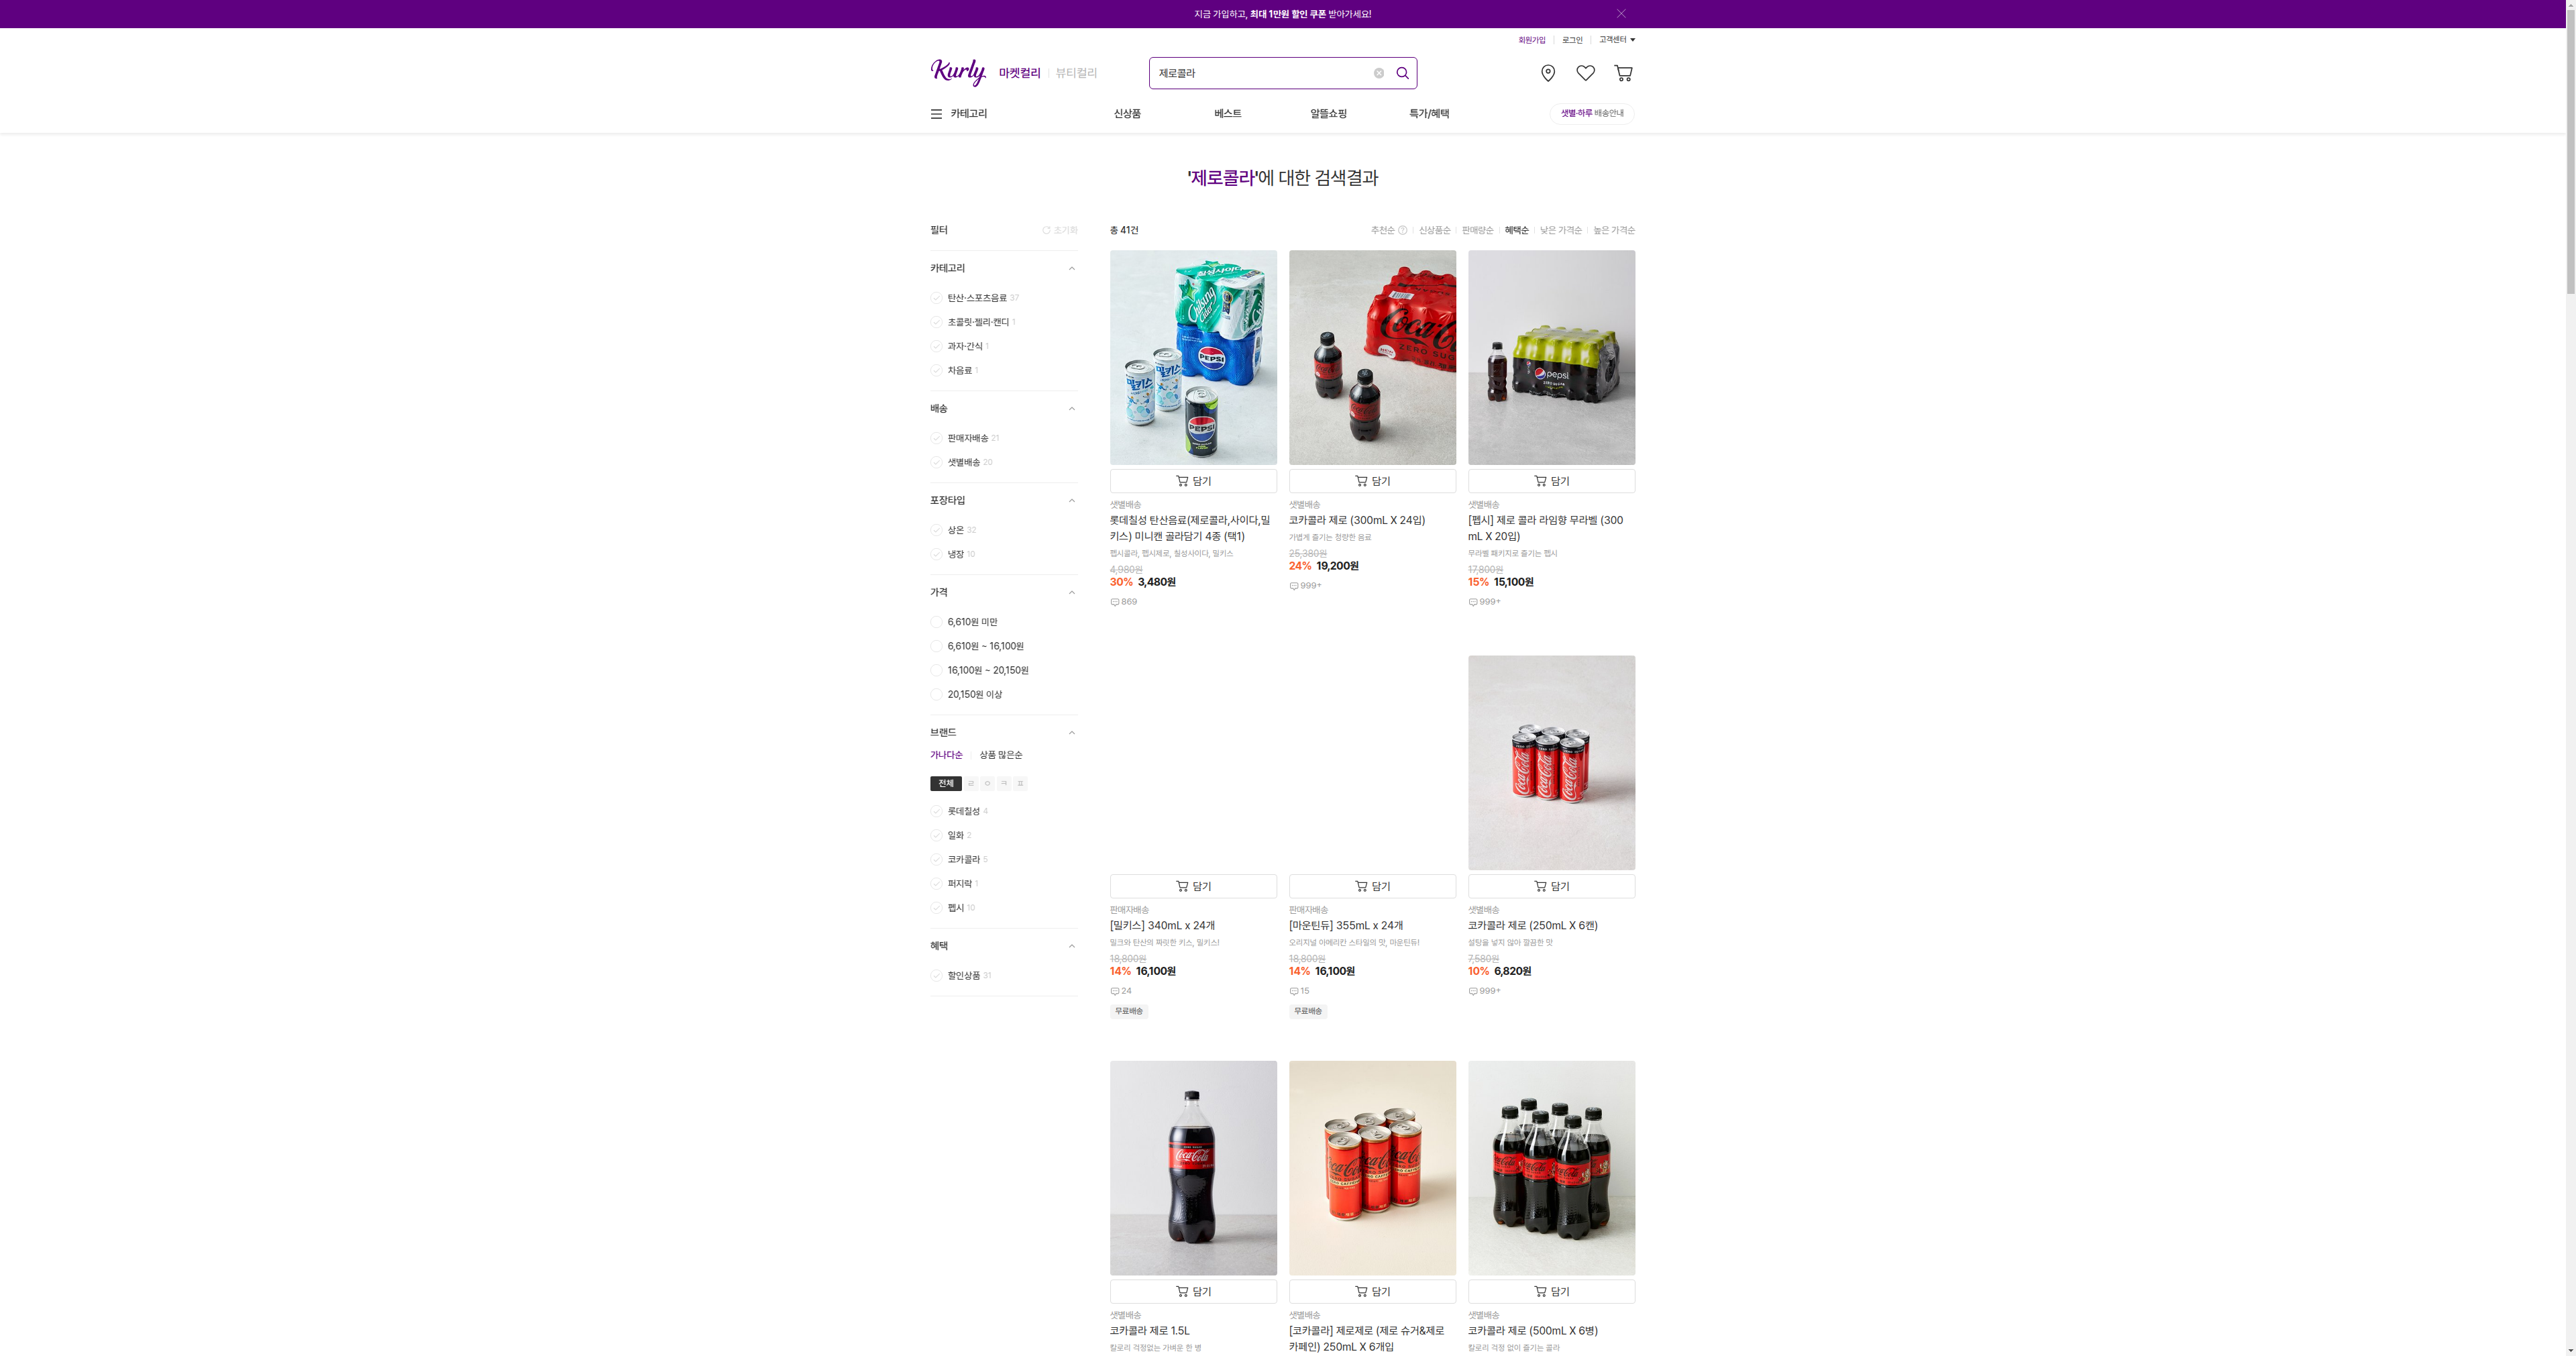 지금 가입하고, 최대 1만원 할인 쿠폰 받아가세요!
회원가입 로그인 고객센터
Kurly 마켓컬리 뷰티컬리
제로콜라
카테고리 신상품 베스트 알뜰쇼핑 특가/혜택 샛별·하루 배송안내
'제로콜라'에 대한 검색결과
필터 초기화
카테고리
탄산·스포츠음료 37
초콜릿·젤리·캔디 1
과자·간식 1
차음료 1
배송
판매자배송 21
샛별배송 20
포장타입
상온 32
냉장 10
가격
6,610원 미만
6,610원 ~ 16,100원
16,100원 ~ 20,150원
20,150원 이상
브랜드
가나다순 상품 많은순
전체 ㄹ ㅇ ㅋ ㅍ
롯데칠성 4
일화 2
코카콜라 5
퍼지락 1
펩시 10
혜택
할인상품 31
총 41건 추천순 신상품순 판매량순 혜택순 낮은 가격순 높은 가격순
Chilsung Cider
PEPSI
밀키스 밀키스
PEPSI
담기
샛별배송
롯데칠성 탄산음료(제로콜라,사이다,밀
키스) 미니캔 골라담기 4종 (택1)
펩시콜라, 펩시제로, 칠성사이다, 밀키스
4,980원
30% 3,480원
869
Coca-C
ZERO SUG
담기
샛별배송
코카콜라 제로 (300mL X 24입)
가볍게 즐기는 청량한 음료
25,380원
24% 19,200원
999+
pepsi
담기
샛별배송
[펩시] 제로 콜라 라임향 무라벨 (300
mL X 20입)
무라벨 패키지로 즐기는 펩시
17,800원
15% 15,100원
999+
담기
판매자배송
[밀키스] 340mL x 24개
밀크와 탄산의 짜릿한 키스, 밀키스!
18,800원
14% 16,100원
24
무료배송
담기
판매자배송
[마운틴듀] 355mL x 24개
오리지널 아메리칸 스타일의 맛, 마운틴듀!
18,800원
14% 16,100원
15
무료배송
Coca-Cola Coca-Cola Coca-Cola
담기
샛별배송
코카콜라 제로 (250mL X 6캔)
설탕을 넣지 않아 깔끔한 맛
7,580원
10% 6,820원
999+
Coca-Cola
담기
샛별배송
코카콜라 제로 1.5L
칼로리 걱정없는 가벼운 한 병
담기
샛별배송
[코카콜라] 제로제로 (제로 슈거&제로
카페인) 250mL X 6개입
Coca-Cola Coca-Cola Coca-Cola
담기
샛별배송
코카콜라 제로 (500mL X 6병)
칼로리 걱정 없이 즐기는 콜라